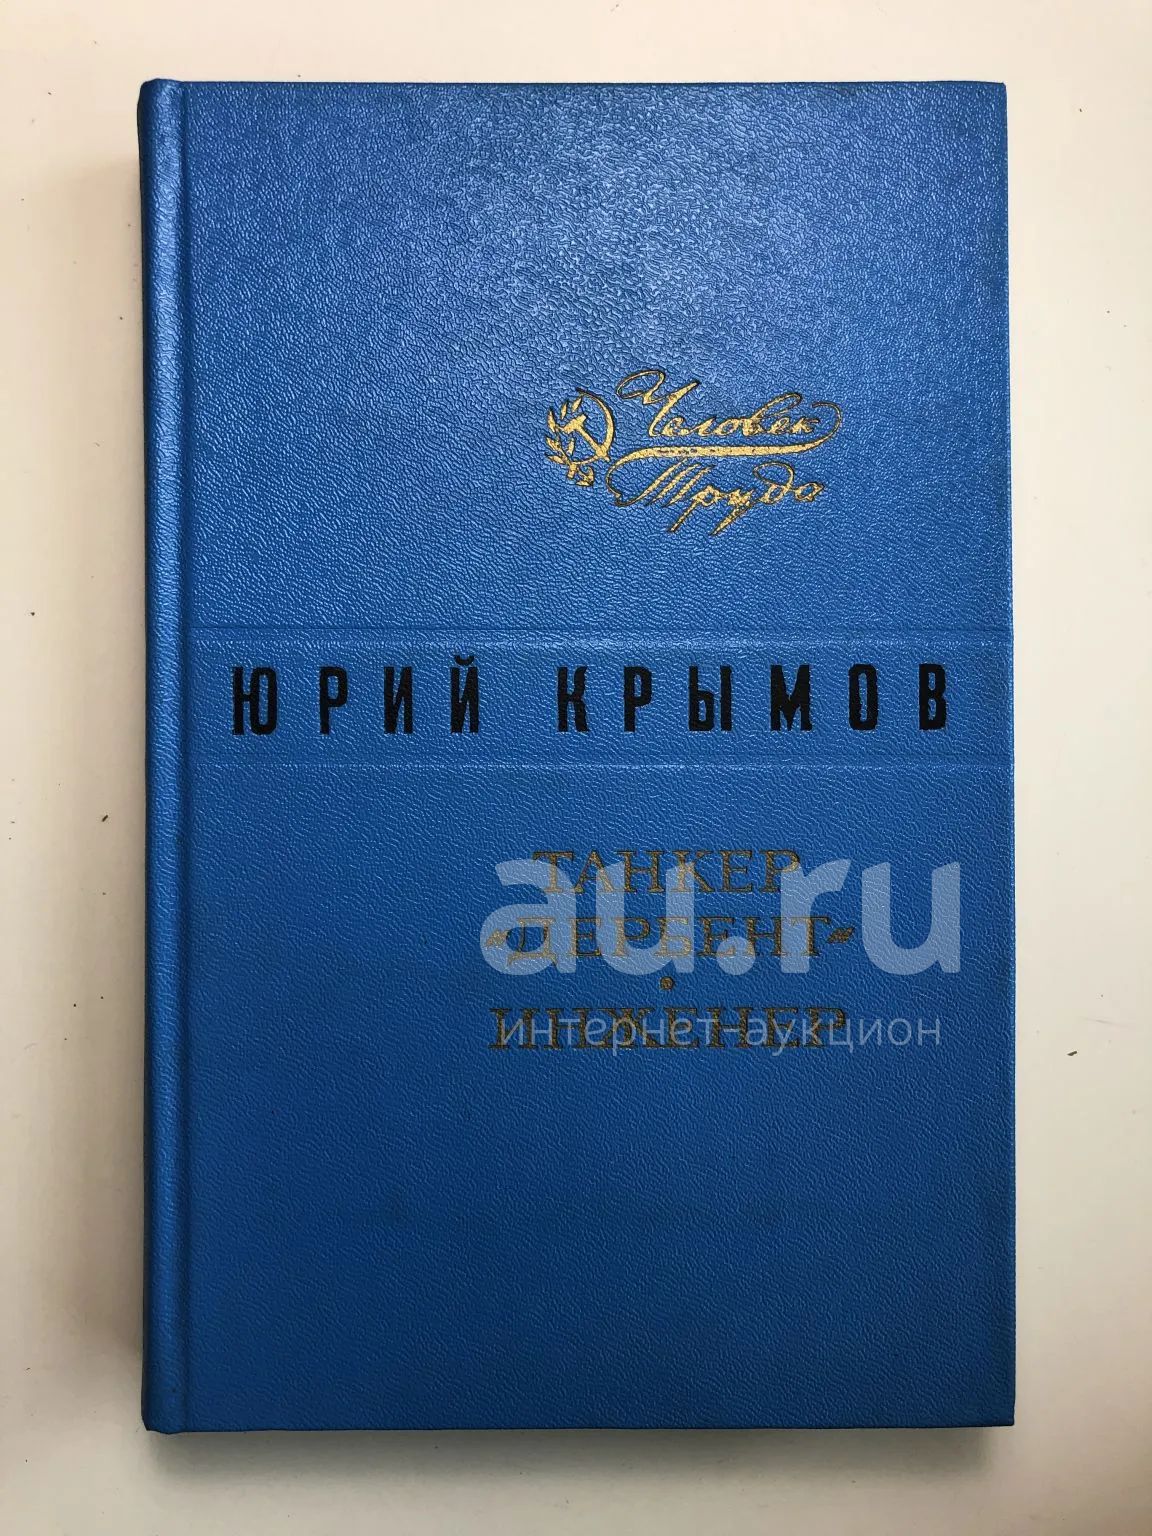 Человек
Труда
ЮРИЙ КРЫМОВ
ТАНКЕР
«ДЕРБЕНТ»
•
ИНЖЕНЕР
au.ru
интернет-аукцион